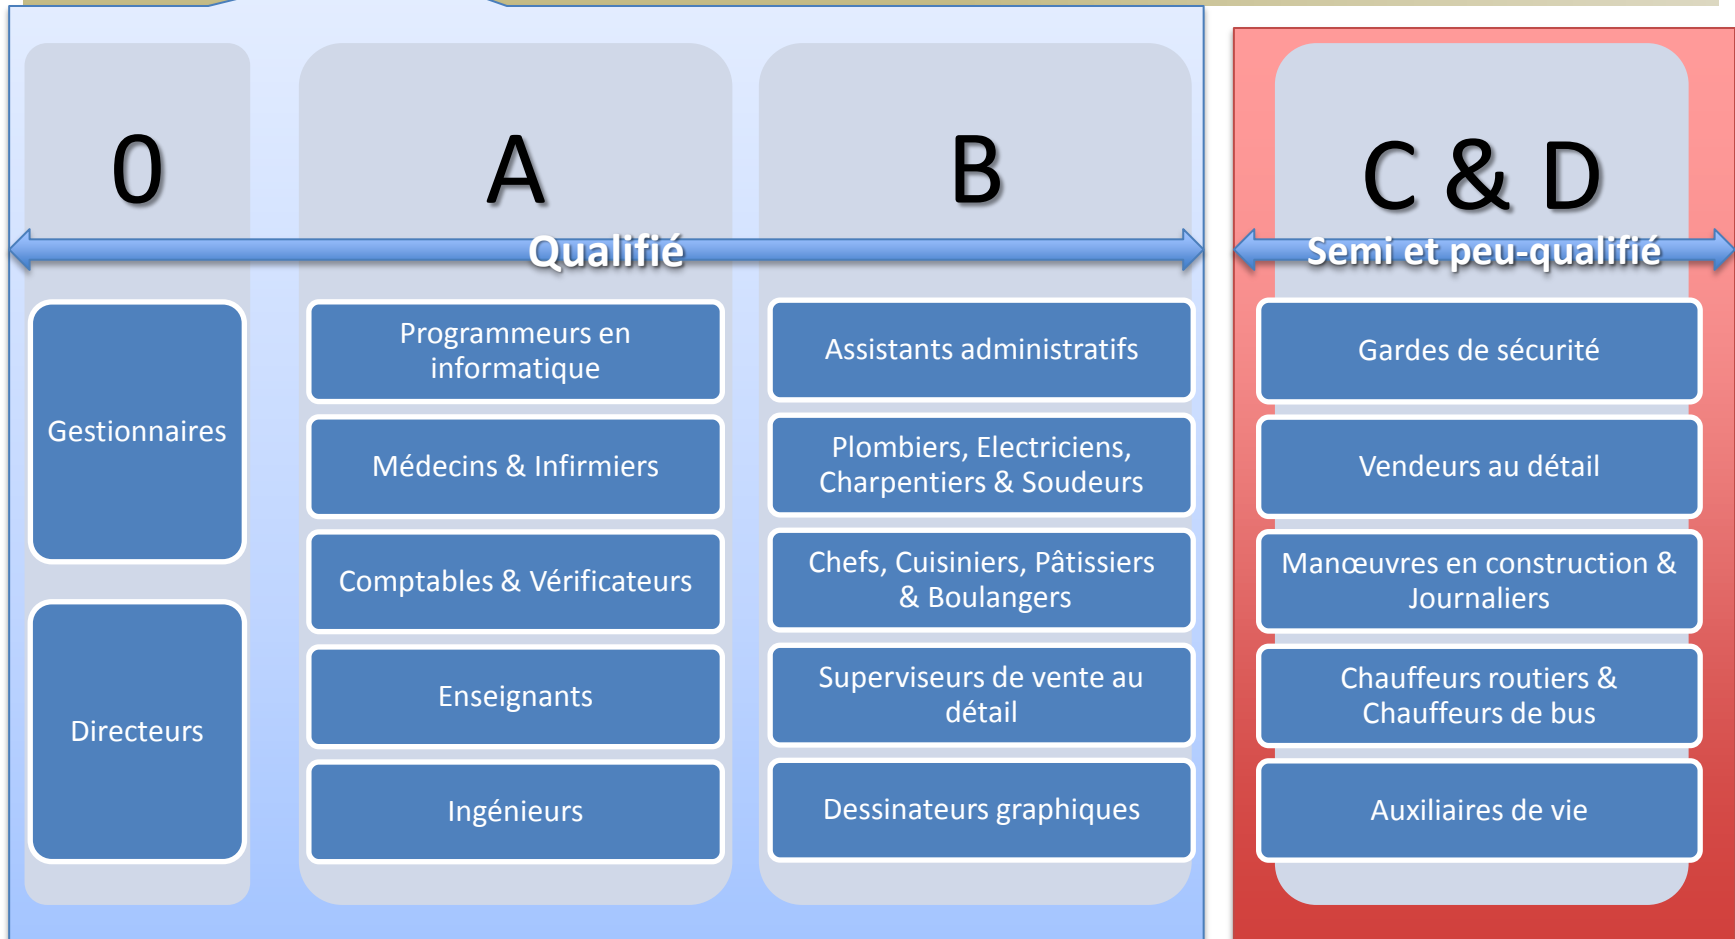 0
A
B
C & D
Qualifié
Semi et peu-qualifié
Gestionnaires
Directeurs
Programmeurs en
informatique
Médecins & Infirmiers
Comptables & Vérificateurs
Enseignants
Ingénieurs
Assistants administratifs
Plombiers, Electriciens,
Charpentiers & Soudeurs
Chefs, Cuisiniers, Pâtissiers
& Boulangers
Superviseurs de vente au
détail
Dessinateurs graphiques
Gardes de sécurité
Vendeurs au détail
Manœuvres en construction &
Journaliers
Chauffeurs routiers &
Chauffeurs de bus
Auxiliaires de vie